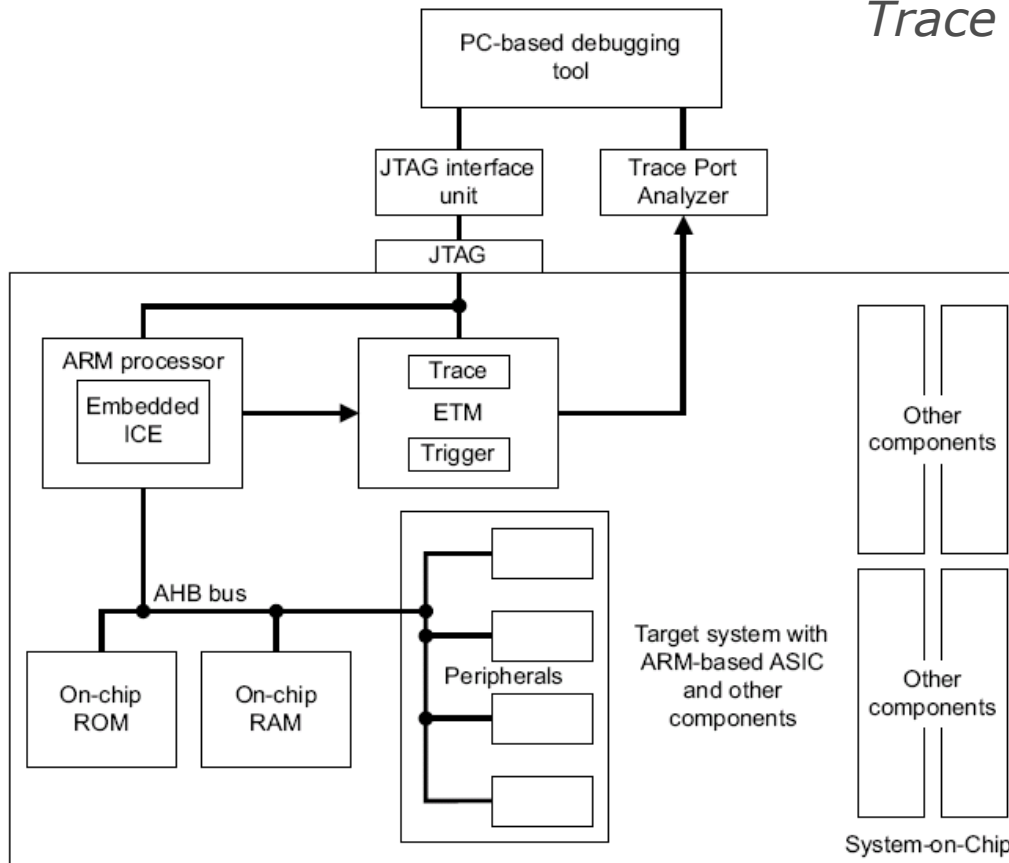 Trace
PC-based debugging
tool
JTAG interface
unit
Trace Port
Analyzer
JTAG
ARM processor
Embedded
ICE
Trace
ETM
Trigger
Other
components
AHB bus
On-chip
ROM
On-chip
RAM
Peripherals
Target system with
ARM-based ASIC
and other
components
Other
components
System-on-Chip